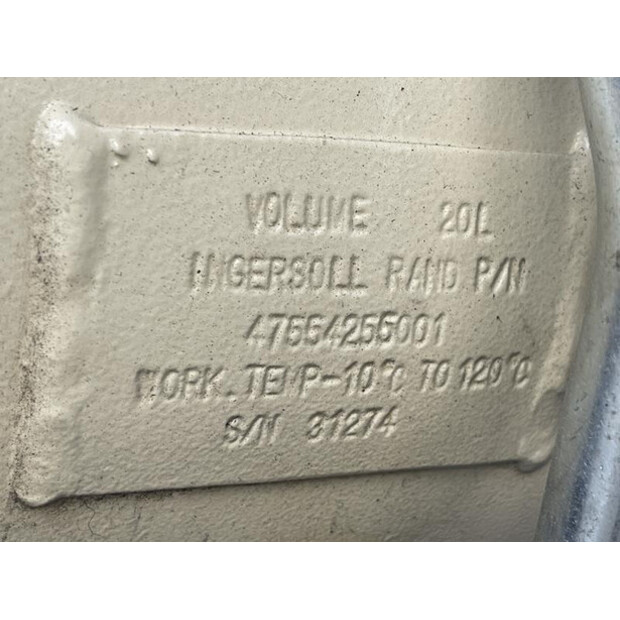 VOLUME 20L
INGERSOLL RAND P/N
47554255001
WORK. TEMP-10°C TO 120°C
S/N 31274